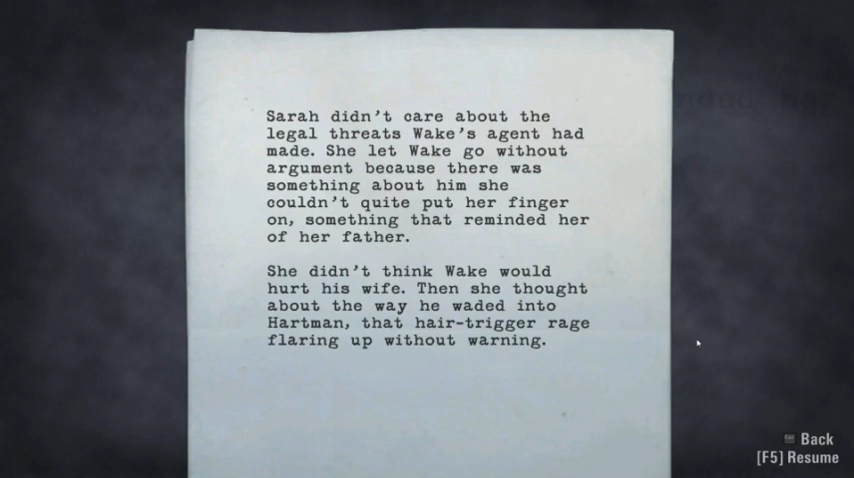 Sarah didn't care about the
legal threats Wake's agent had
made. She let Wake go without
argument because there was
something about him she
couldn't quite put her finger
on, something that reminded her
of her father.
She didn't think Wake would
hurt his wife. Then she thought
about the way he waded into
Hartman, that hair-trigger rage
flaring up without warning.
Back
[F5] Resume